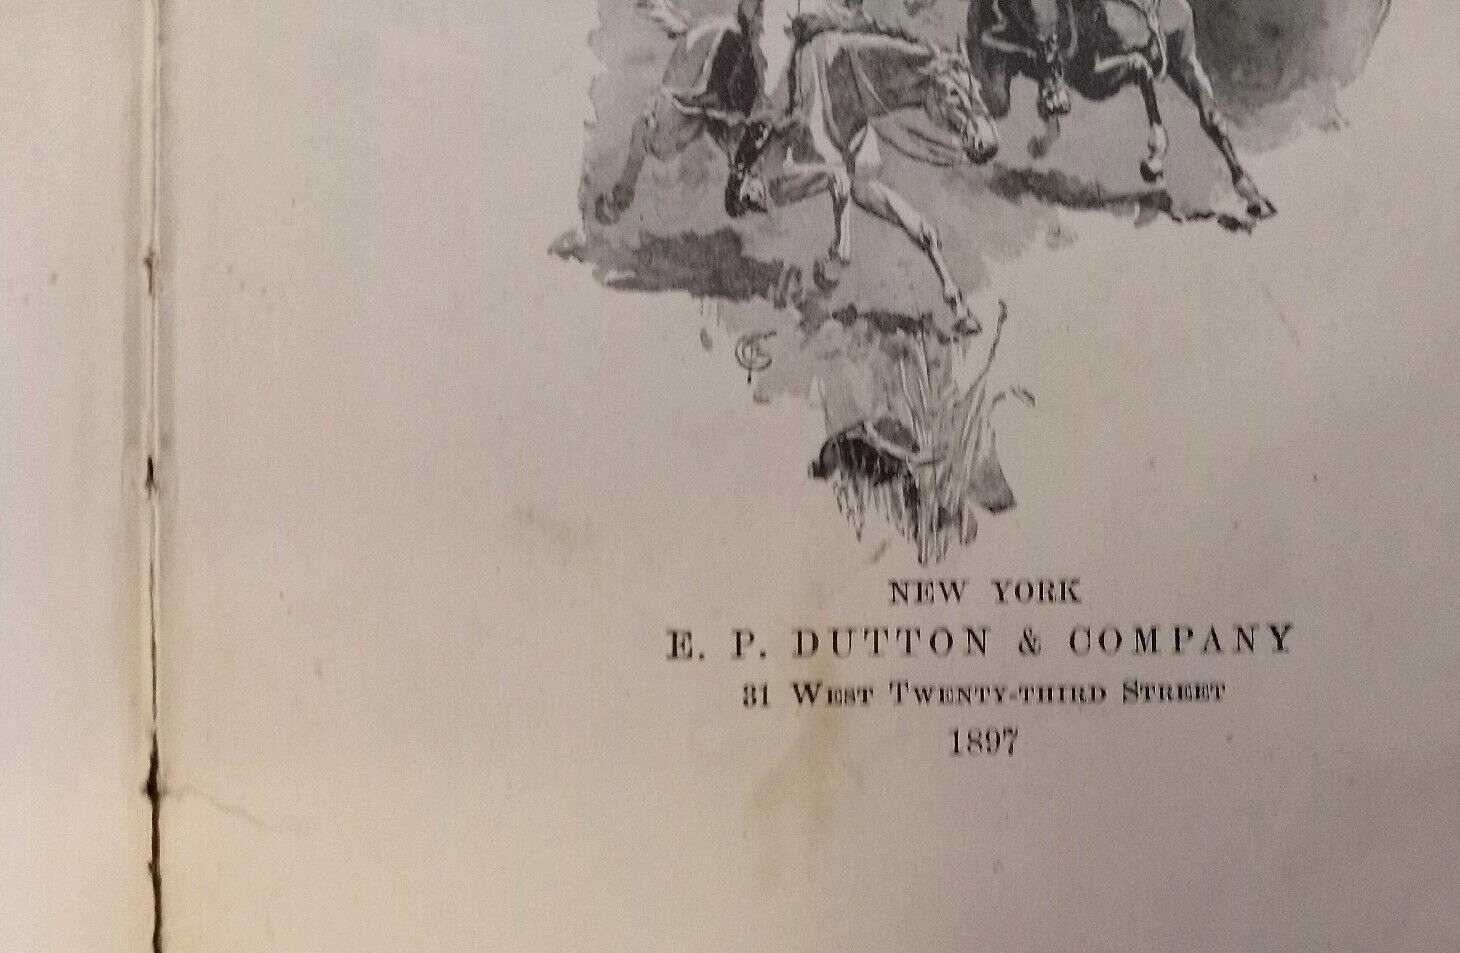 NEW YORK
E. P. DUTTON & COMPANY
31 WEST TWENTY-THIRD STREET
1897